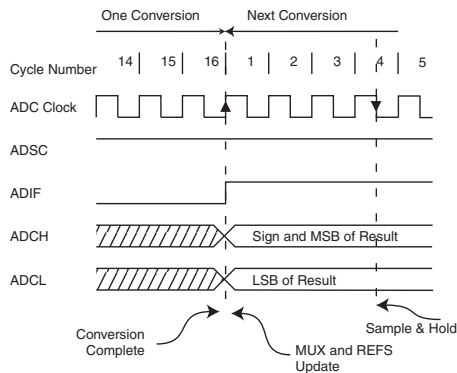 One Conversion Next Conversion
Cycle Number 14 15 16 1 2 3 4 5
ADC Clock
ADSC
ADIF
ADCH Sign and MSB of Result
ADCL LSB of Result
Conversion
Complete
MUX and REFS
Update
Sample & Hold